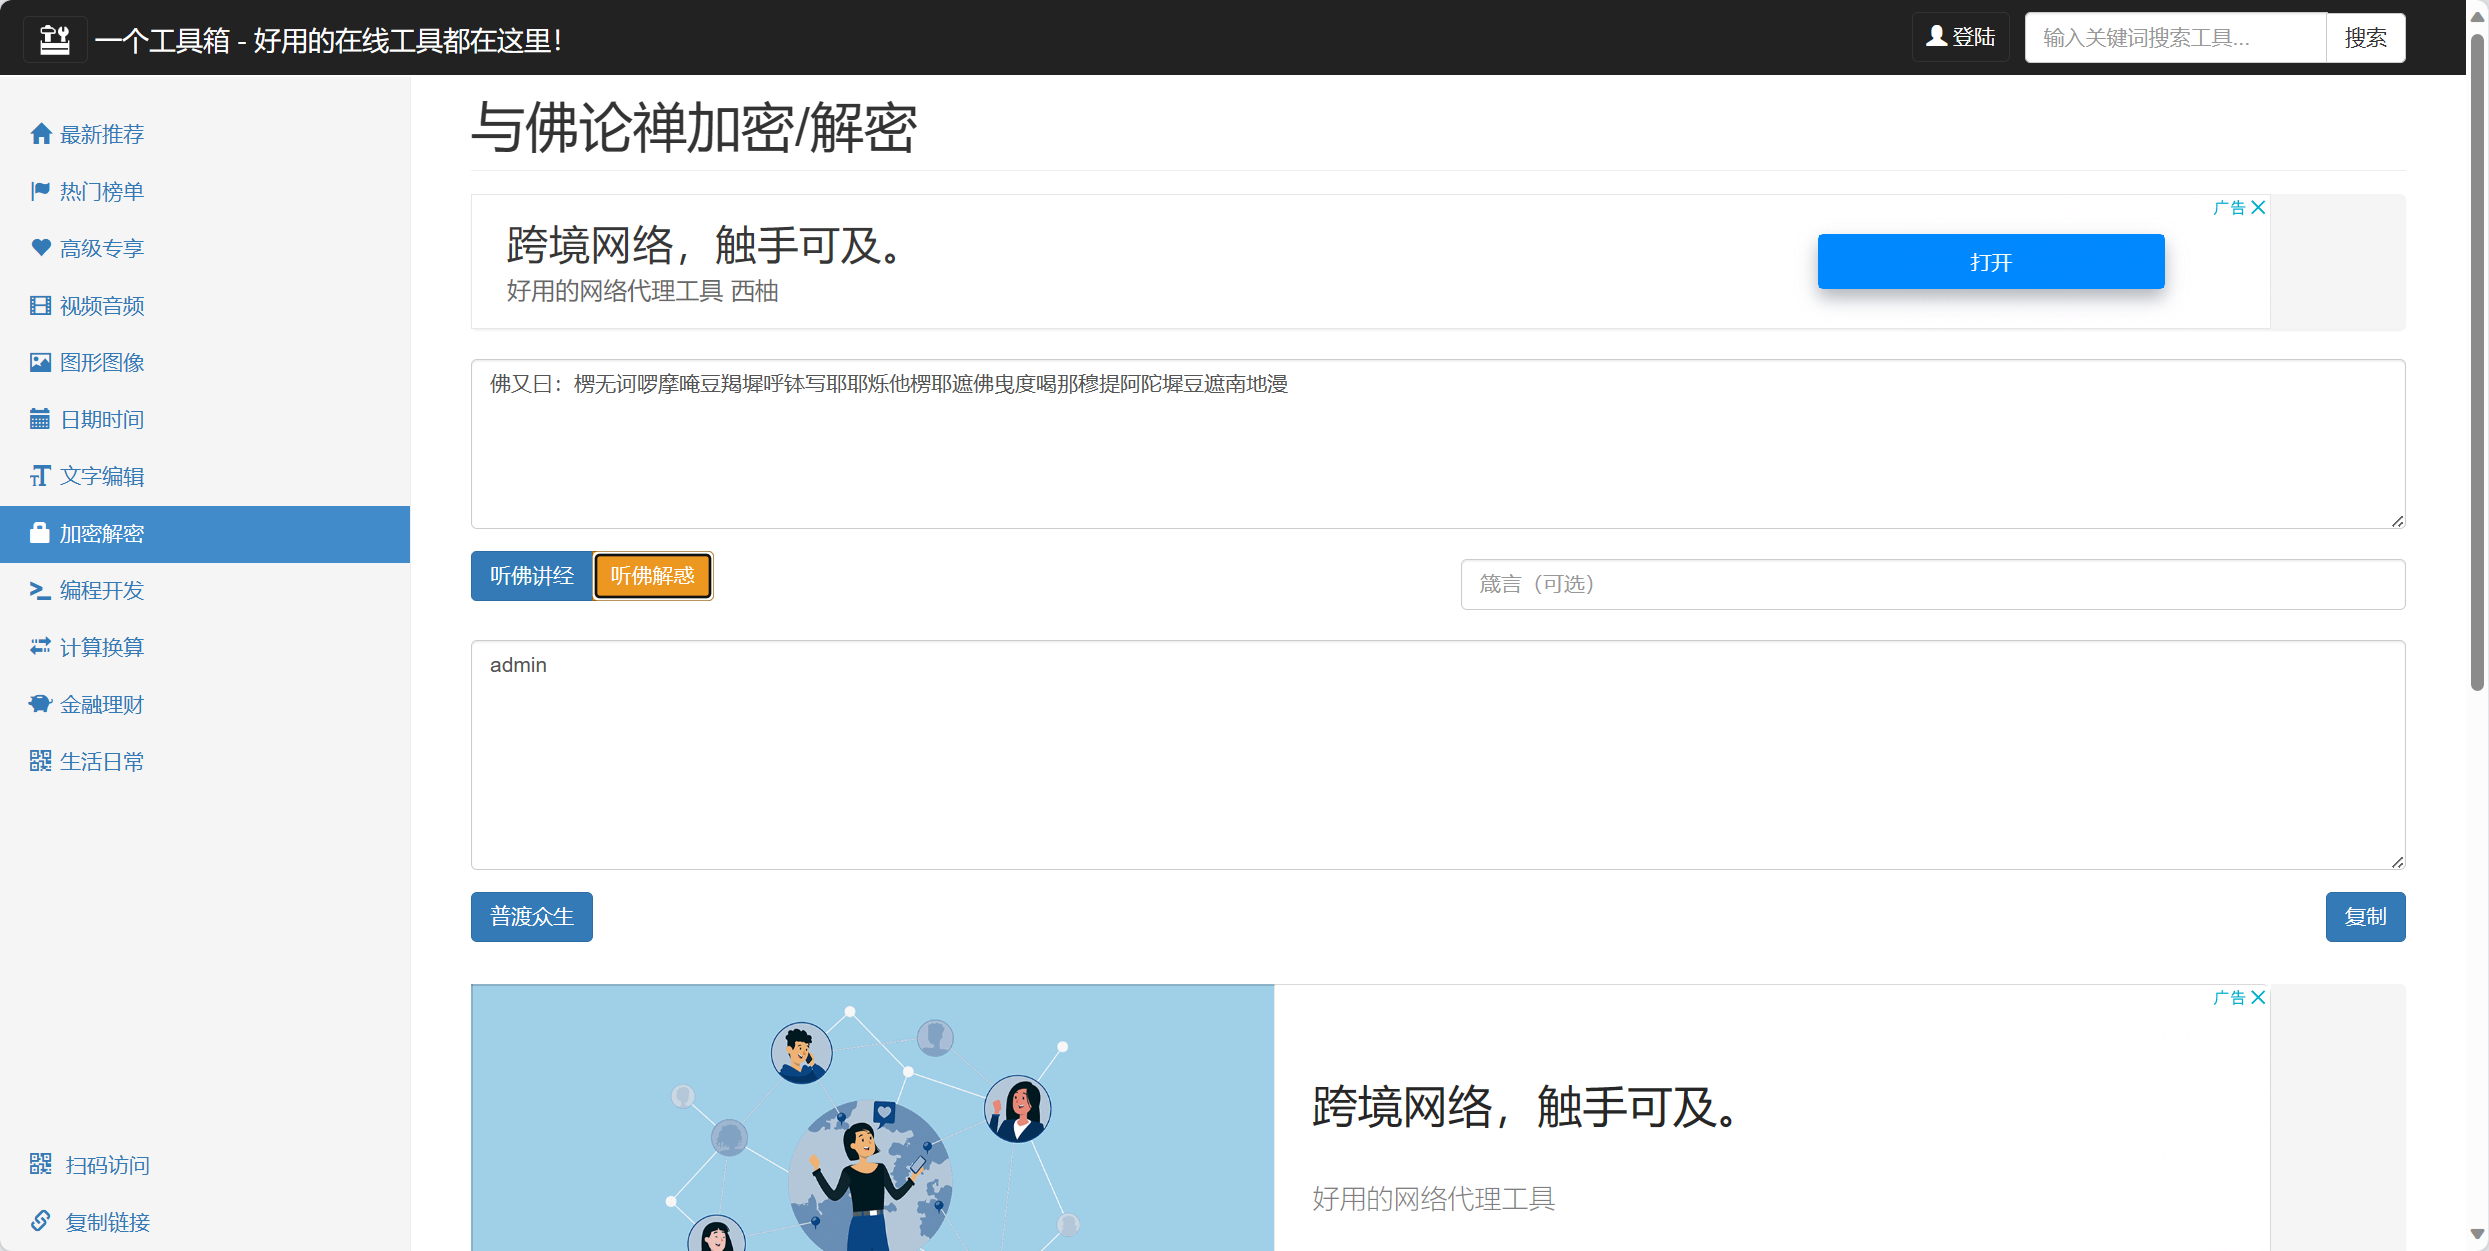 一个工具箱 - 好用的在线工具都在这里！
登陆
输入关键词搜索工具...
搜索
最新推荐
热门榜单
高级专享
视频音频
图形图像
日期时间
文字编辑
加密解密
编程开发
计算换算
金融理财
生活日常
扫码访问
复制链接
与佛论禅加密/解密
广告
跨境网络，触手可及。
好用的网络代理工具 西柚
打开
佛又曰：楞无诃啰摩唵豆羯墀呼钵写耶耶烁他楞耶遮佛曳度喝那穆提阿陀墀豆遮南地漫
听佛讲经
听佛解惑
箴言（可选）
admin
普渡众生
复制
广告
跨境网络，触手可及。
好用的网络代理工具